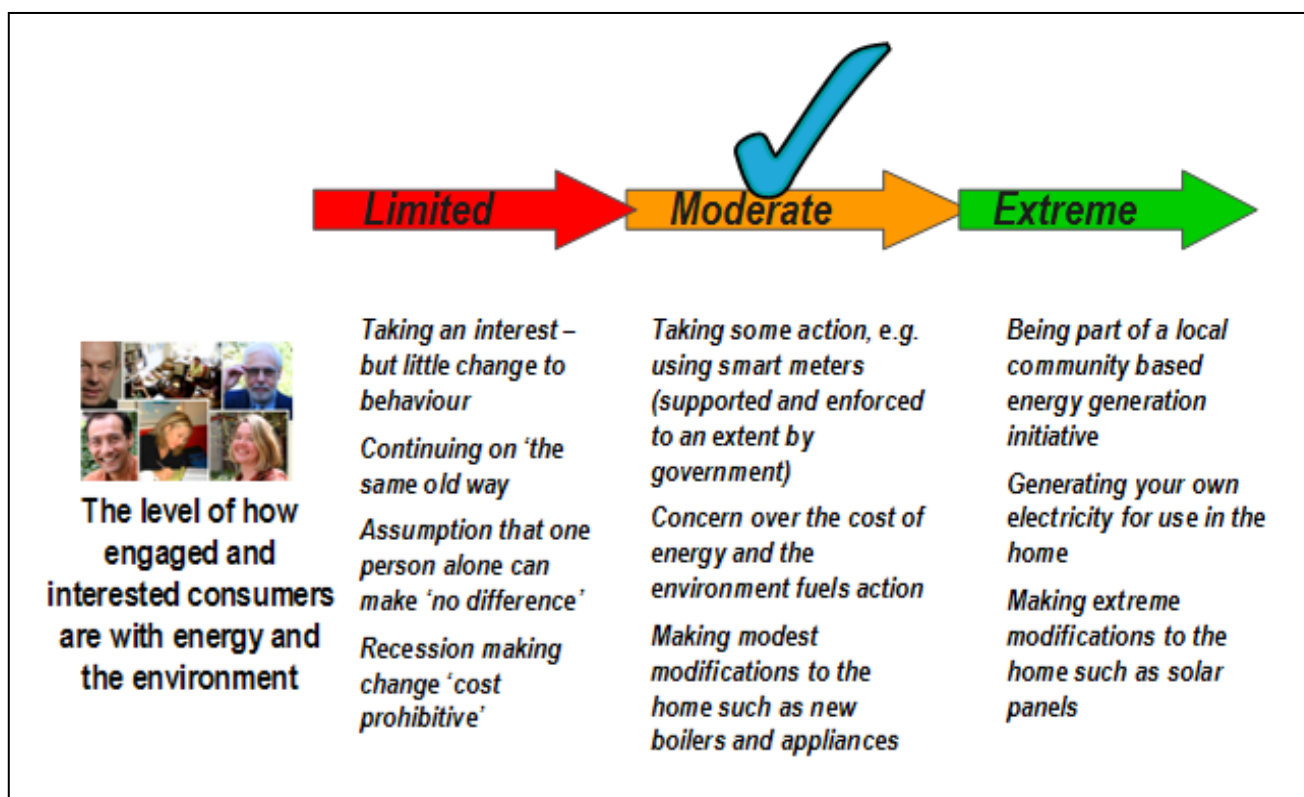 Limited
Moderate
Extreme
The level of how
engaged and
interested consumers
are with energy and
the environment
Taking an interest –
but little change to
behaviour
Continuing on ‘the
same old way
Assumption that one
person alone can
make ‘no difference’
Recession making
change ‘cost
prohibitive’
Taking some action, e.g.
using smart meters
(supported and enforced
to an extent by
government)
Concern over the cost of
energy and the
environment fuels action
Making modest
modifications to the
home such as new
boilers and appliances
Being part of a local
community based
energy generation
initiative
Generating your own
electricity for use in the
home
Making extreme
modifications to the
home such as solar
panels